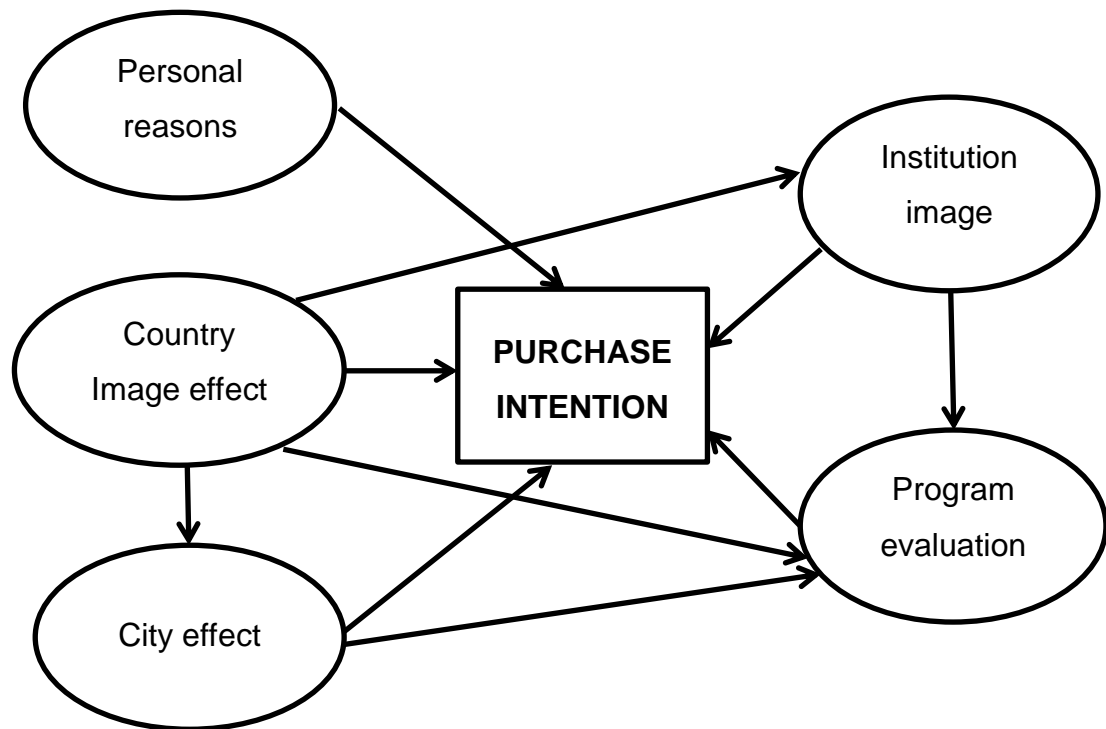 Personal
reasons
Institution
image
Country
Image effect
PURCHASE
INTENTION
Program
evaluation
City effect